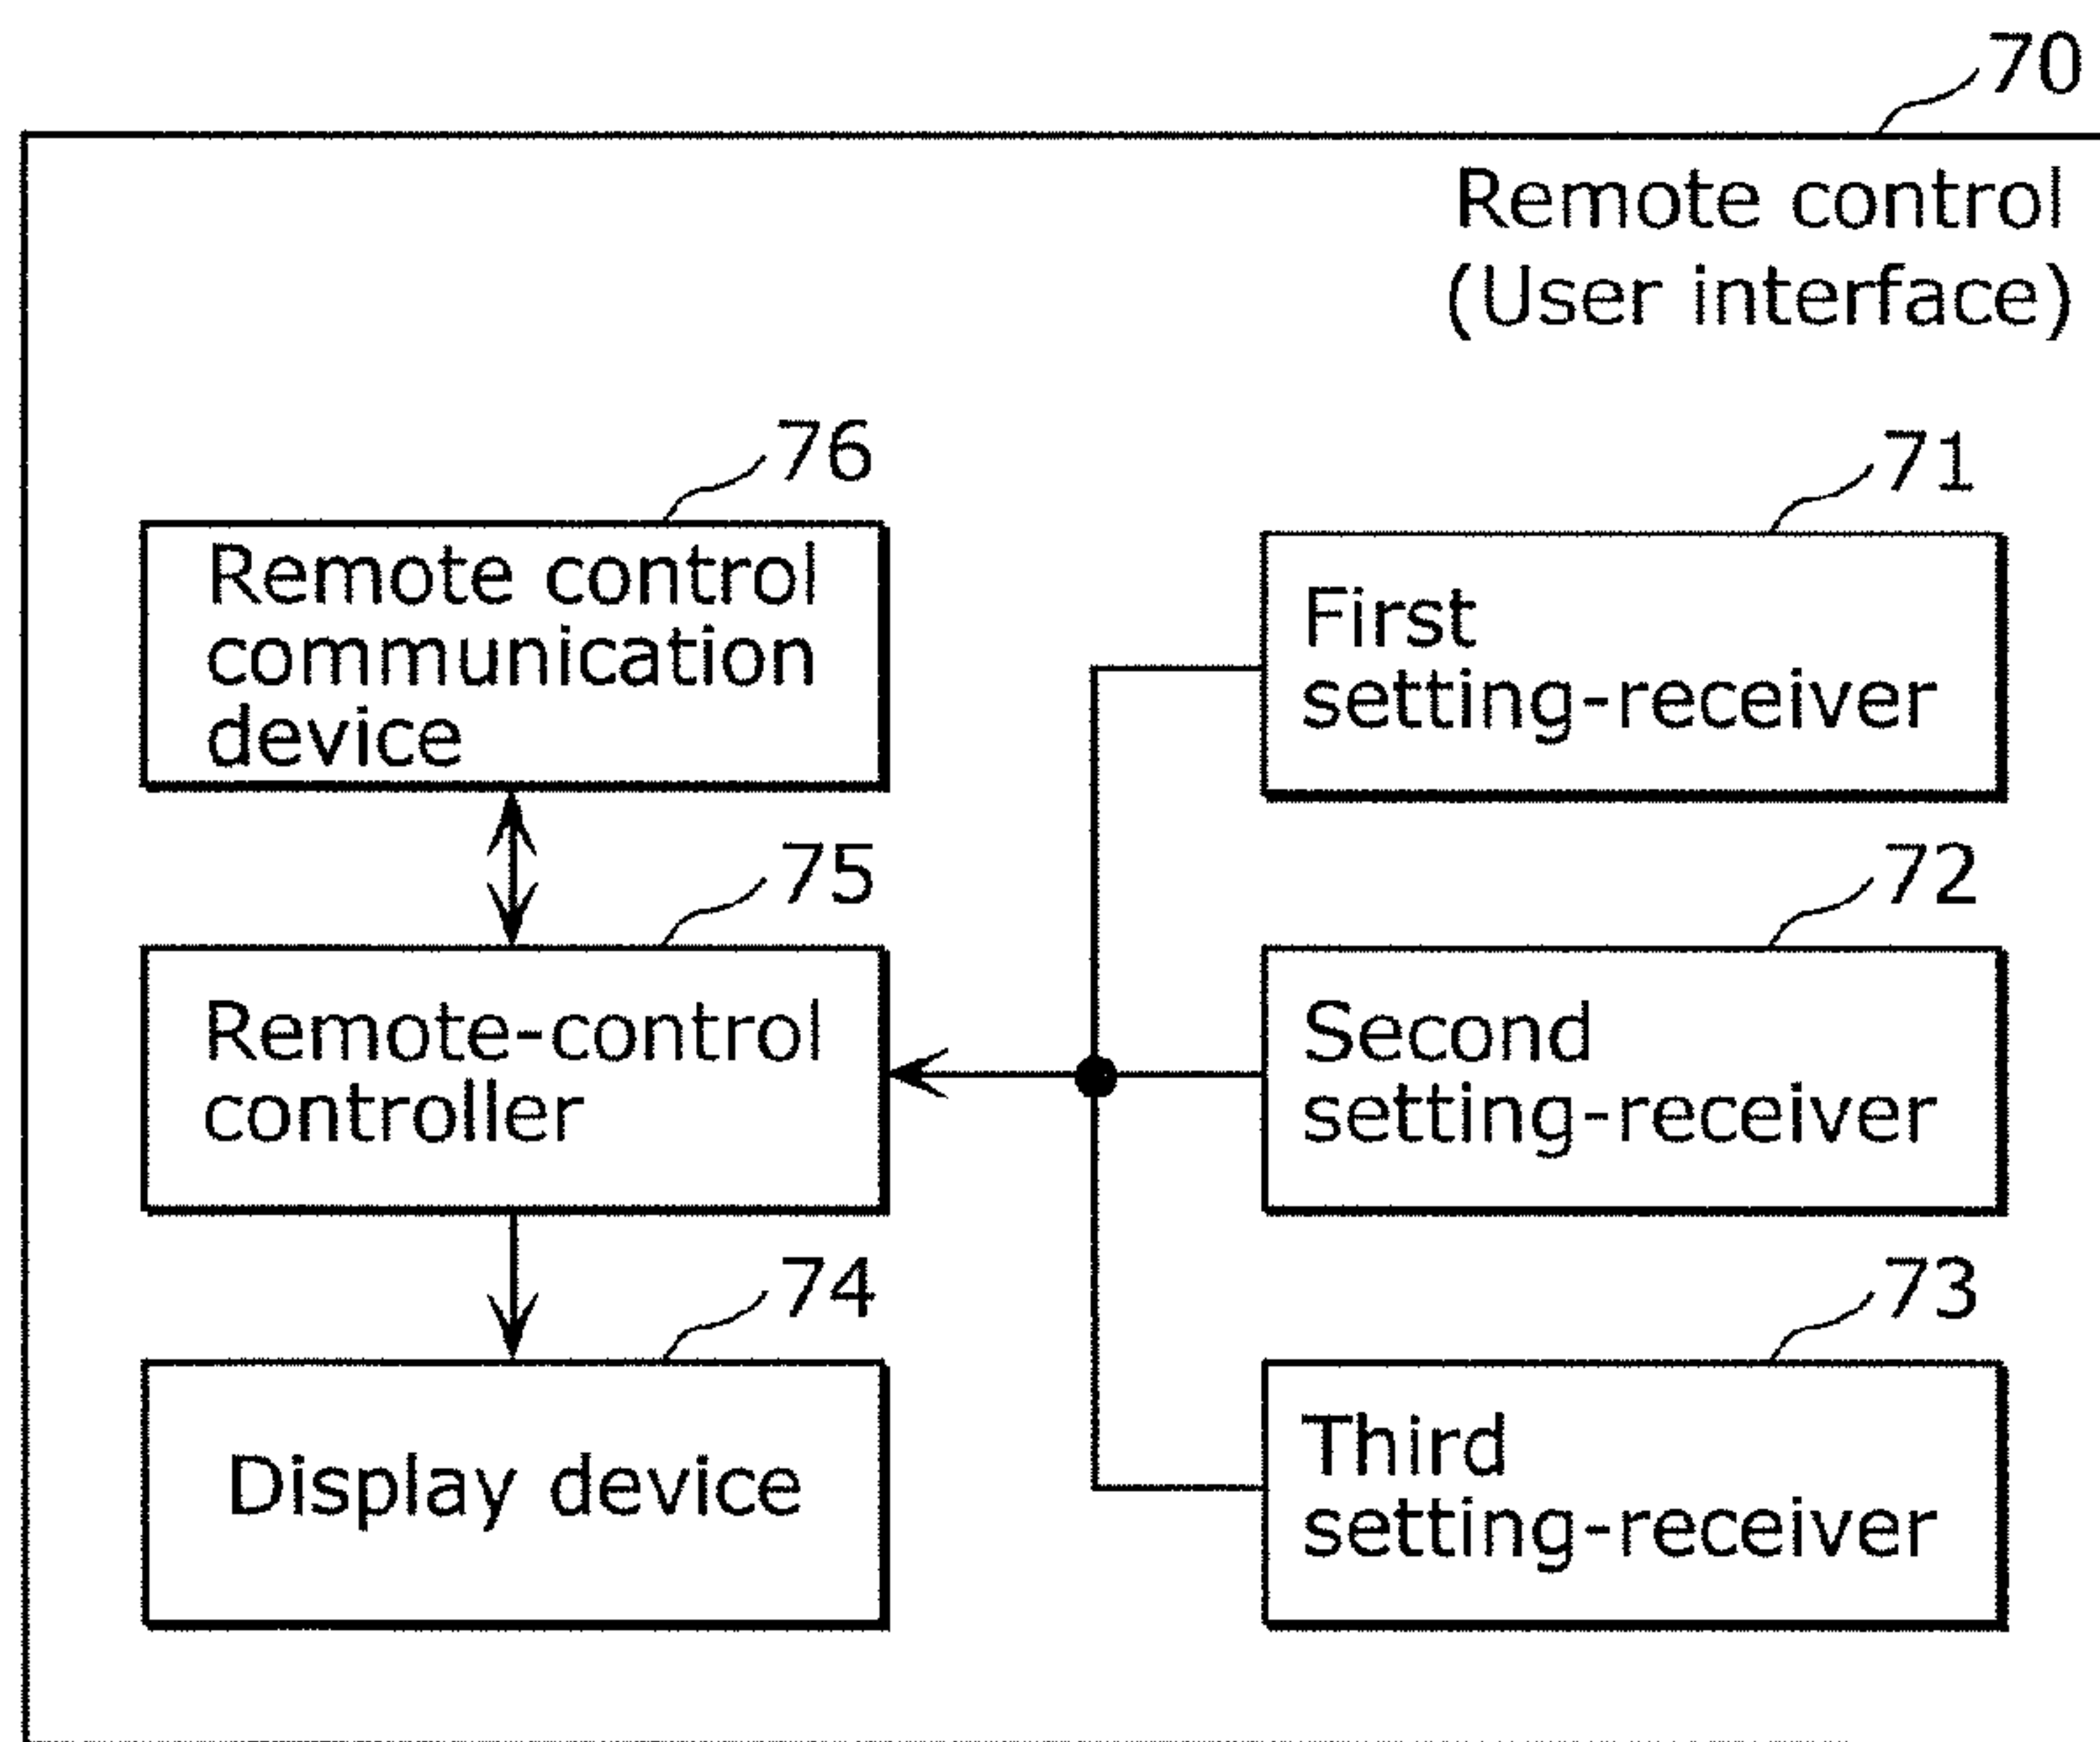 70
Remote control
(User interface)
76
Remote control
communication
device
71
First
setting-receiver
75
Remote-control
controller
72
Second
setting-receiver
74
Display device
73
Third
setting-receiver